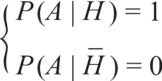 P(A | H) = 1
P(A | H̅) = 0